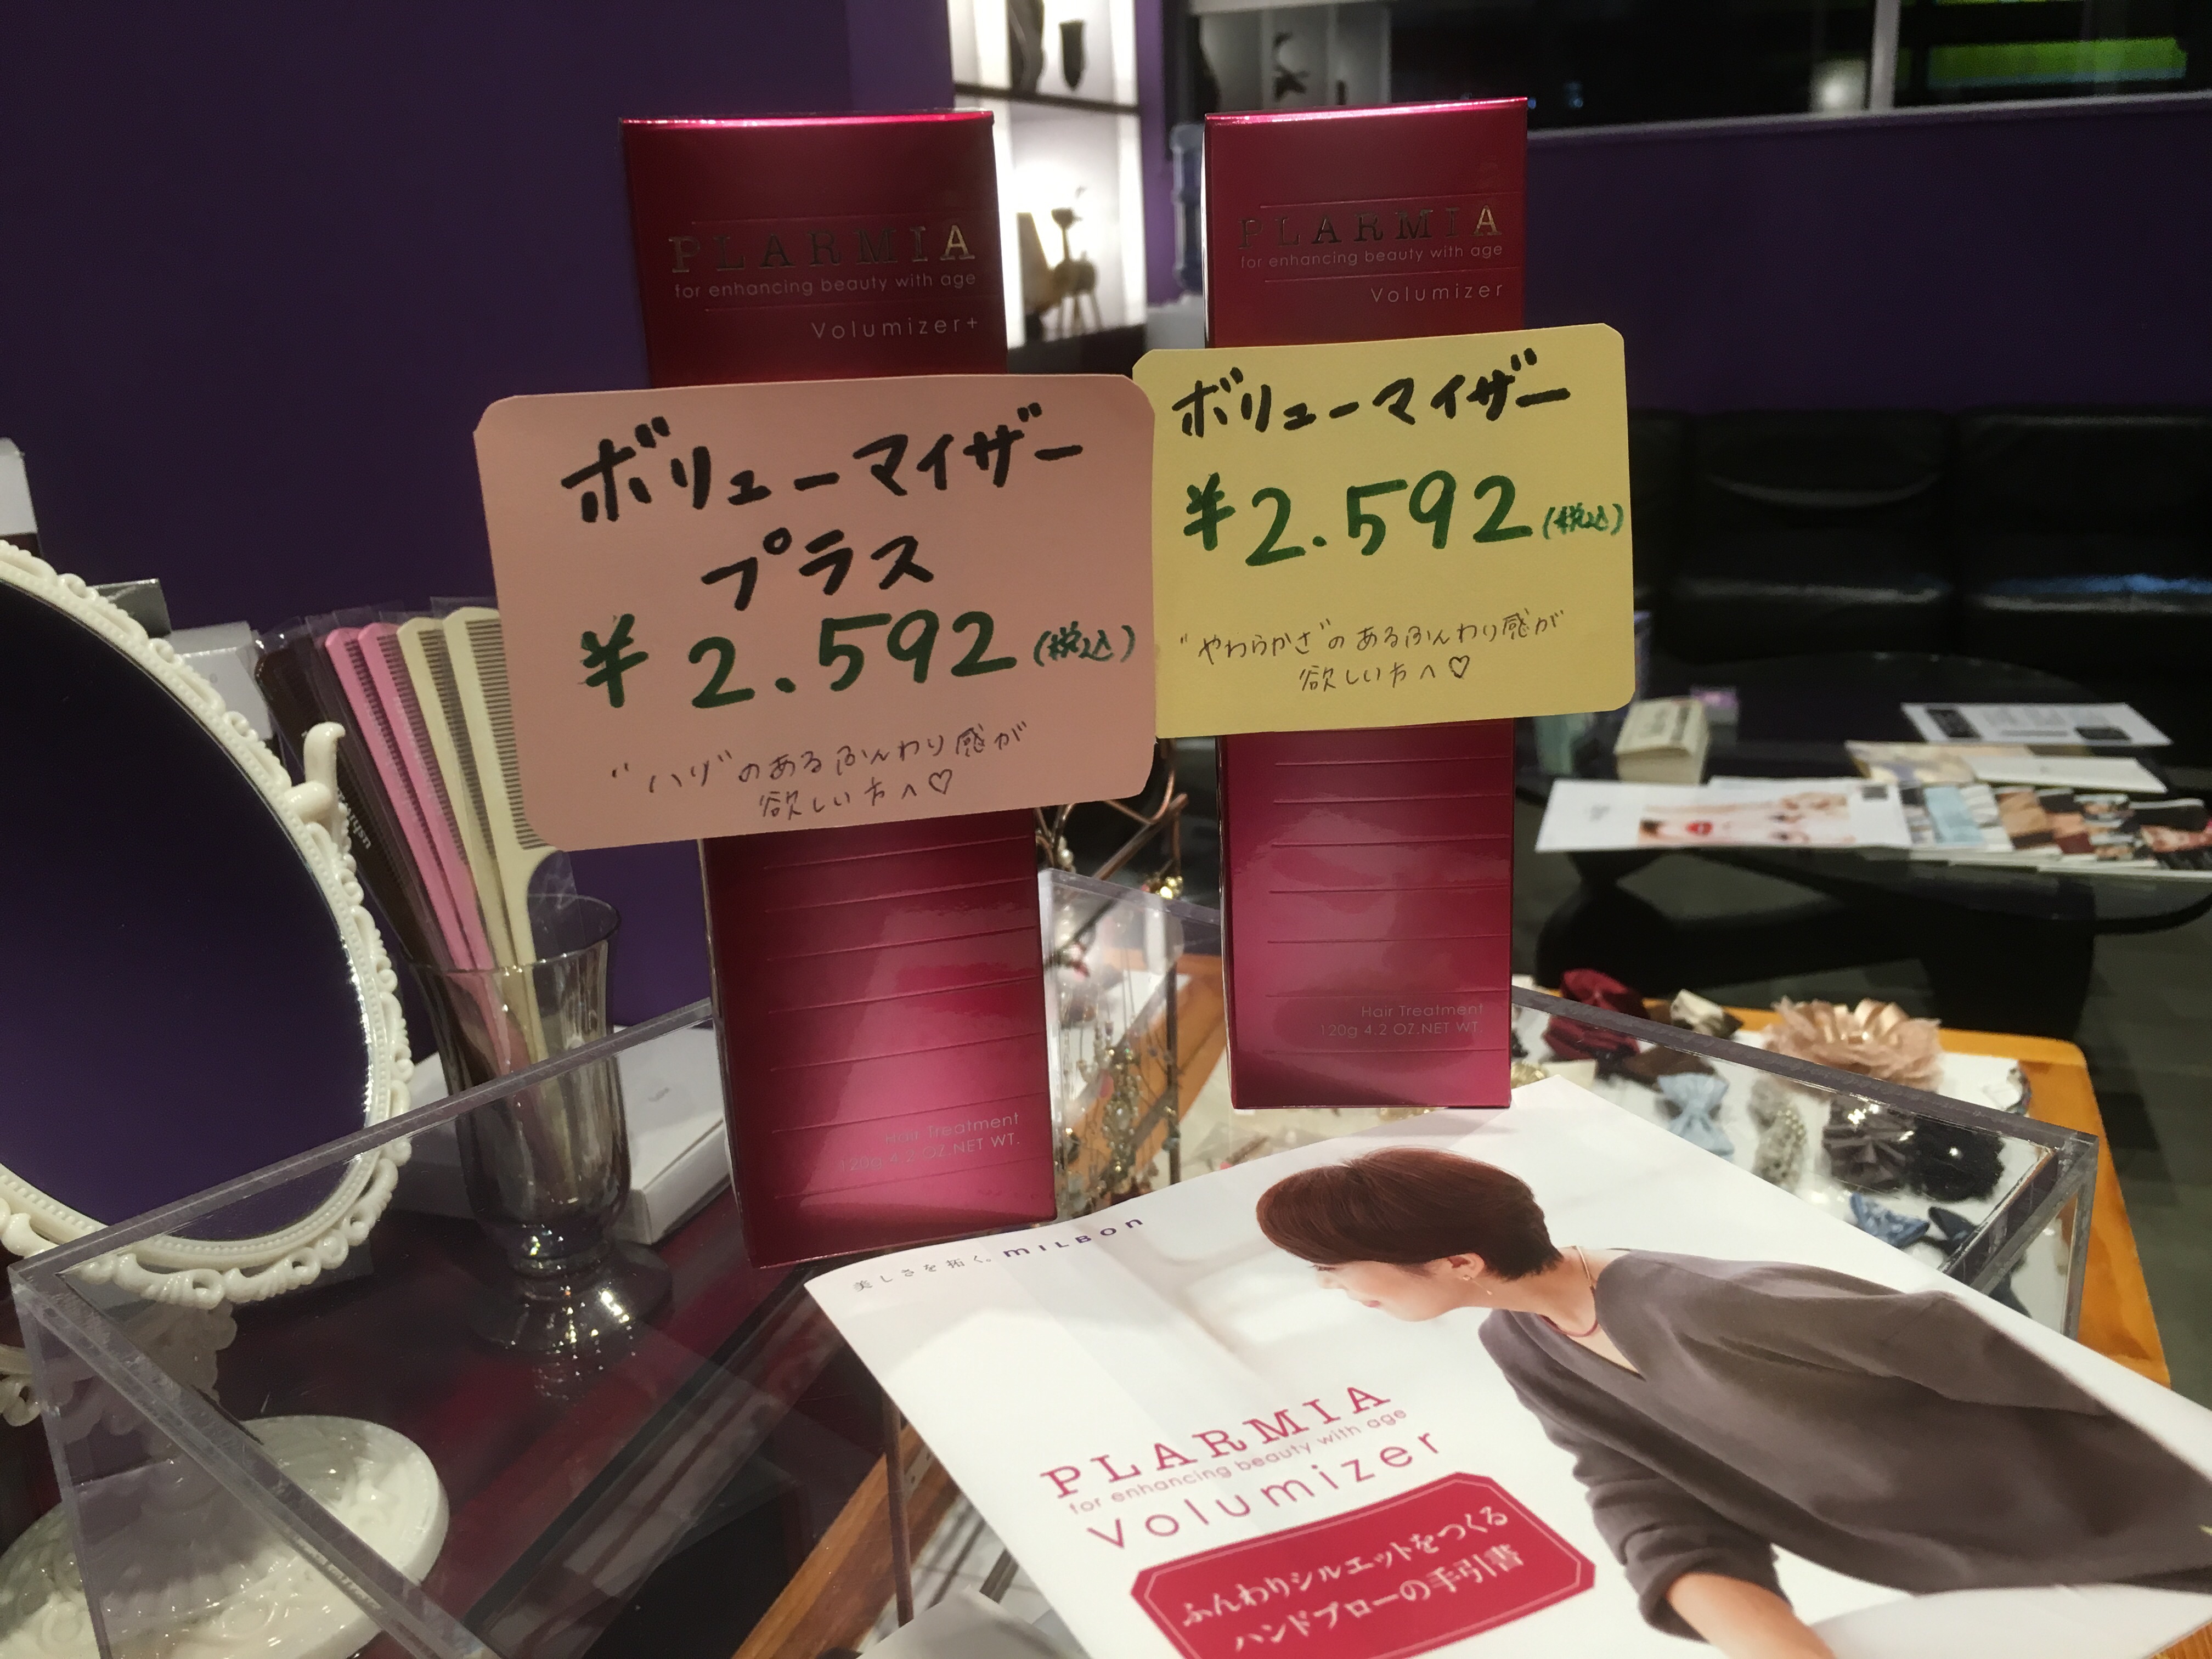 PLARMIA
for enhancing beauty with age
Volumizer+
ボリューマイザー
プラス
¥2.592(税込)
"ハリ"のあるふんわり感が
欲しい方へ♡
Hair Treatment
120g 4.2 OZ.NET WT.
PLARMIA
for enhancing beauty with age
Volumizer
ボリューマイザー
¥2.592(税込)
"やわらかさ"のあるふんわり感が
欲しい方へ♡
Hair Treatment
120g 4.2 OZ.NET WT.
美しさを拓く。MILBON
PLARMIA
for enhancing beauty with age
Volumizer
ふんわりシルエットをつくる
ハンドブローの手引書